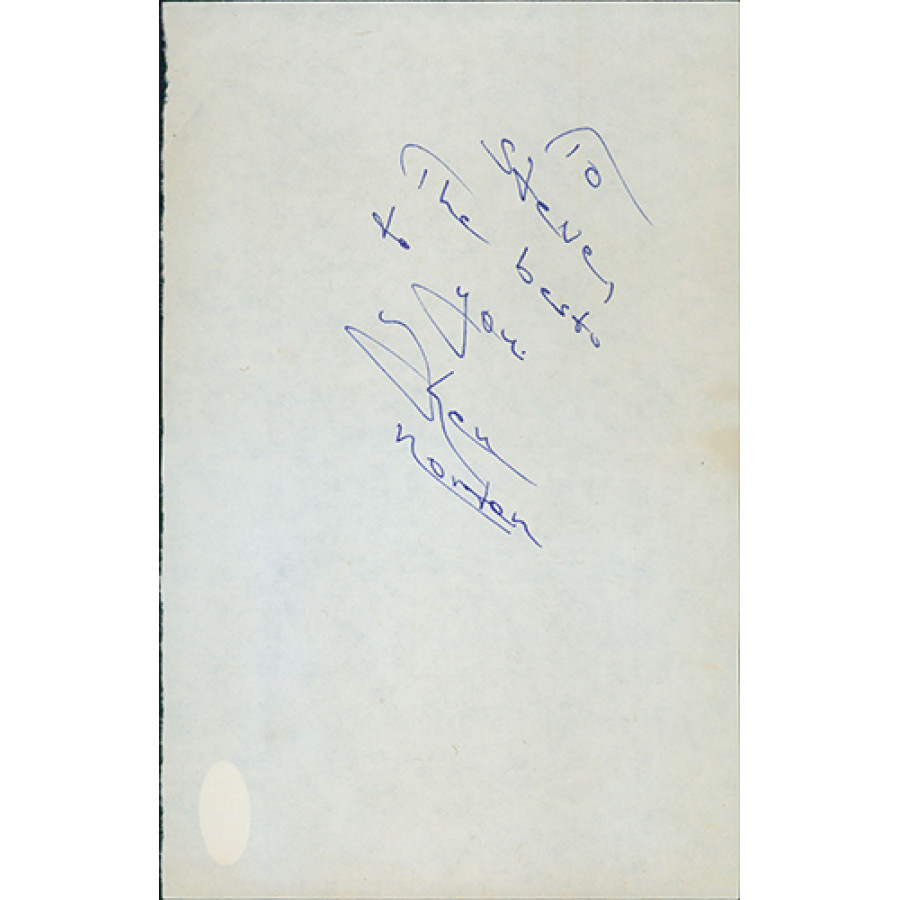 To
Steve,
The best
to you.
Ken
Norton